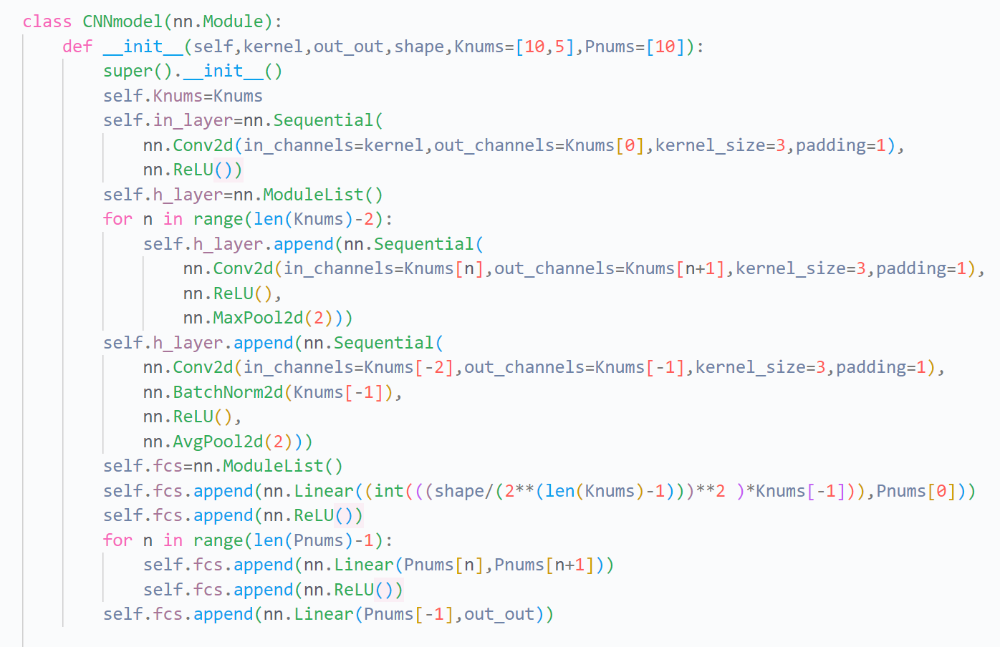 class CNNmodel(nn.Module):
    def __init__(self,kernel,out_out,shape,Knums=[10,5],Pnums=[10]):
        super().__init__()
        self.Knums=Knums
        self.in_layer=nn.Sequential(
            nn.Conv2d(in_channels=kernel,out_channels=Knums[0],kernel_size=3,padding=1),
            nn.ReLU())
        self.h_layer=nn.ModuleList()
        for n in range(len(Knums)-2):
            self.h_layer.append(nn.Sequential(
                nn.Conv2d(in_channels=Knums[n],out_channels=Knums[n+1],kernel_size=3,padding=1),
                nn.ReLU(),
                nn.MaxPool2d(2)))
        self.h_layer.append(nn.Sequential(
            nn.Conv2d(in_channels=Knums[-2],out_channels=Knums[-1],kernel_size=3,padding=1),
            nn.BatchNorm2d(Knums[-1]),
            nn.ReLU(),
            nn.AvgPool2d(2)))
        self.fcs=nn.ModuleList()
        self.fcs.append(nn.Linear((int(((shape/(2**(len(Knums)-1)))**2 )*Knums[-1])),Pnums[0]))
        self.fcs.append(nn.ReLU())
        for n in range(len(Pnums)-1):
            self.fcs.append(nn.Linear(Pnums[n],Pnums[n+1]))
            self.fcs.append(nn.ReLU())
        self.fcs.append(nn.Linear(Pnums[-1],out_out))